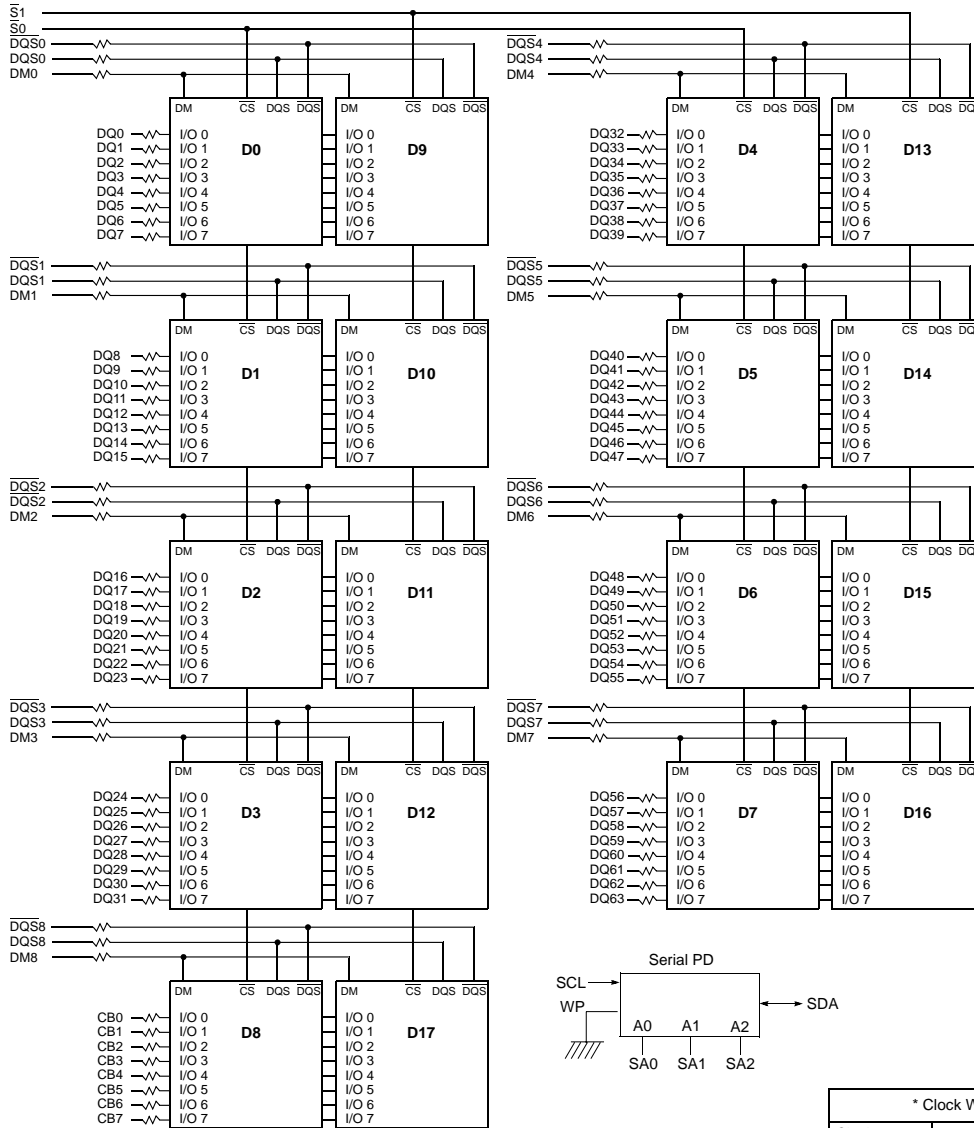 S1
S0
DQS0
DQS0
DM0
DM CS DQS DQS DM CS DQS DQS
DQ0 I/O 0 I/O 0
DQ1 I/O 1 D0 I/O 1 D9
DQ2 I/O 2 I/O 2
DQ3 I/O 3 I/O 3
DQ4 I/O 4 I/O 4
DQ5 I/O 5 I/O 5
DQ6 I/O 6 I/O 6
DQ7 I/O 7 I/O 7
DQS1
DQS1
DM1
DM CS DQS DQS DM CS DQS DQS
DQ8 I/O 0 I/O 0
DQ9 I/O 1 D1 I/O 1 D10
DQ10 I/O 2 I/O 2
DQ11 I/O 3 I/O 3
DQ12 I/O 4 I/O 4
DQ13 I/O 5 I/O 5
DQ14 I/O 6 I/O 6
DQ15 I/O 7 I/O 7
DQS2
DQS2
DM2
DM CS DQS DQS DM CS DQS DQS
DQ16 I/O 0 I/O 0
DQ17 I/O 1 D2 I/O 1 D11
DQ18 I/O 2 I/O 2
DQ19 I/O 3 I/O 3
DQ20 I/O 4 I/O 4
DQ21 I/O 5 I/O 5
DQ22 I/O 6 I/O 6
DQ23 I/O 7 I/O 7
DQS3
DQS3
DM3
DM CS DQS DQS DM CS DQS DQS
DQ24 I/O 0 I/O 0
DQ25 I/O 1 D3 I/O 1 D12
DQ26 I/O 2 I/O 2
DQ27 I/O 3 I/O 3
DQ28 I/O 4 I/O 4
DQ29 I/O 5 I/O 5
DQ30 I/O 6 I/O 6
DQ31 I/O 7 I/O 7
DQS8
DQS8
DM8
DM CS DQS DQS DM CS DQS DQS
CB0 I/O 0 I/O 0
CB1 I/O 1 D8 I/O 1 D17
CB2 I/O 2 I/O 2
CB3 I/O 3 I/O 3
CB4 I/O 4 I/O 4
CB5 I/O 5 I/O 5
CB6 I/O 6 I/O 6
CB7 I/O 7 I/O 7
DQS4
DQS4
DM4
DM CS DQS DQS DM CS DQS
DQ32 I/O 0 I/O 0
DQ33 I/O 1 D4 I/O 1 D13
DQ34 I/O 2 I/O 2
DQ35 I/O 3 I/O 3
DQ36 I/O 4 I/O 4
DQ37 I/O 5 I/O 5
DQ38 I/O 6 I/O 6
DQ39 I/O 7 I/O 7
DQS5
DQS5
DM5
DM CS DQS DQS DM CS DQS
DQ40 I/O 0 I/O 0
DQ41 I/O 1 D5 I/O 1 D14
DQ42 I/O 2 I/O 2
DQ43 I/O 3 I/O 3
DQ44 I/O 4 I/O 4
DQ45 I/O 5 I/O 5
DQ46 I/O 6 I/O 6
DQ47 I/O 7 I/O 7
DQS6
DQS6
DM6
DM CS DQS DQS DM CS DQS
DQ48 I/O 0 I/O 0
DQ49 I/O 1 D6 I/O 1 D15
DQ50 I/O 2 I/O 2
DQ51 I/O 3 I/O 3
DQ52 I/O 4 I/O 4
DQ53 I/O 5 I/O 5
DQ54 I/O 6 I/O 6
DQ55 I/O 7 I/O 7
DQS7
DQS7
DM7
DM CS DQS DQS DM CS DQS
DQ56 I/O 0 I/O 0
DQ57 I/O 1 D7 I/O 1 D16
DQ58 I/O 2 I/O 2
DQ59 I/O 3 I/O 3
DQ60 I/O 4 I/O 4
DQ61 I/O 5 I/O 5
DQ62 I/O 6 I/O 6
DQ63 I/O 7 I/O 7
Serial PD
SCL
WP SDA
A0 A1 A2
SA0 SA1 SA2
* Clock W